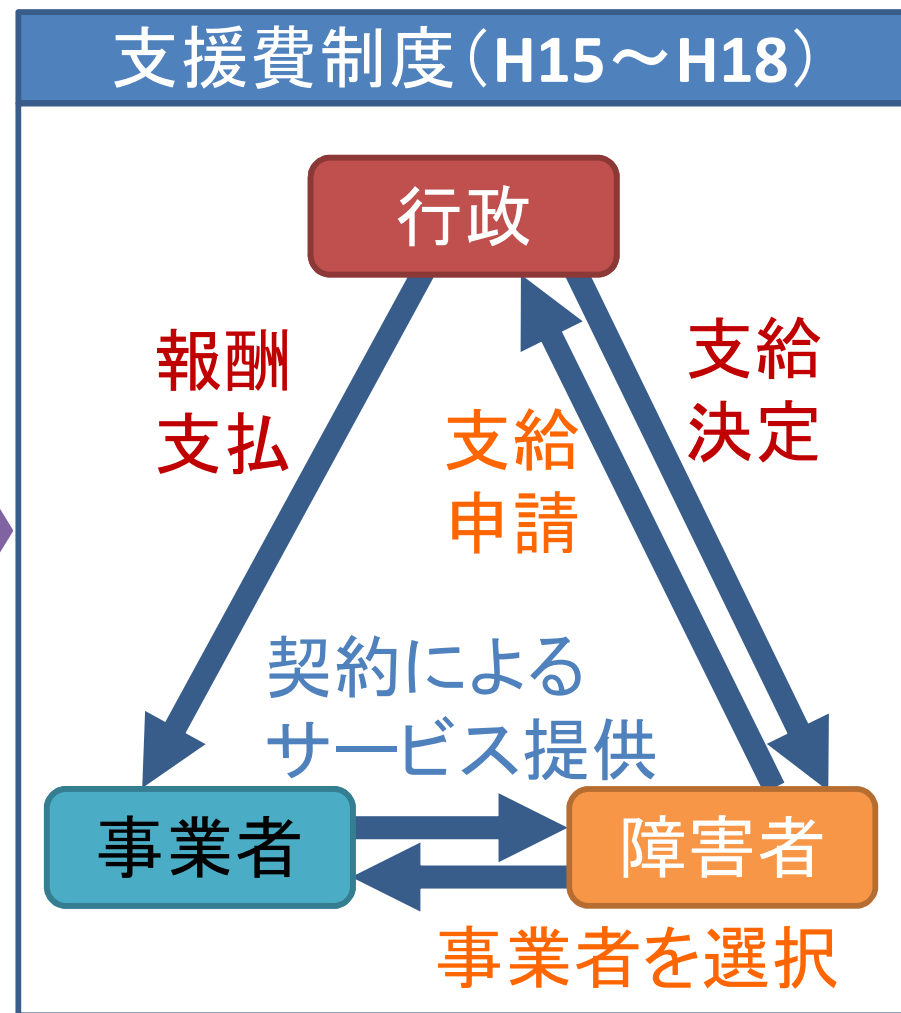 支援費制度（H15～H18）
行政
報酬
支払
支給
申請
支給
決定
契約による
サービス提供
事業者
障害者
事業者を選択